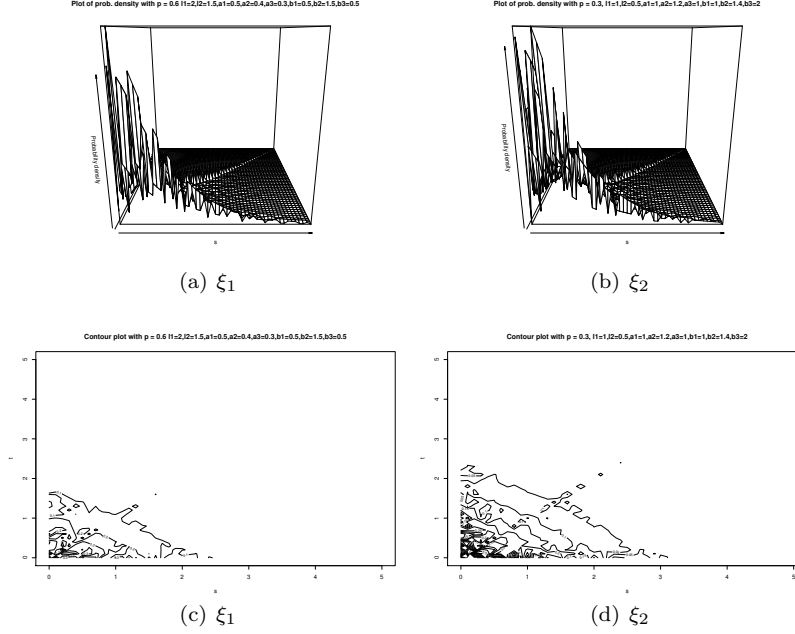 Plot of prob. density with p = 0.6 l1=2,l2=1.5,a1=0.5,a2=0.4,a3=0.3,b1=0.5,b2=1.5,b3=0.5
Plot of prob. density with p = 0.3, l1=1,l2=0.5,a1=1,a2=1.2,a3=1,b1=1,b2=1.4,b3=2
Probability density
s
Probability density
s
(a) ξ1
(b) ξ2
Contour plot with p = 0.6 l1=2,l2=1.5,a1=0.5,a2=0.4,a3=0.3,b1=0.5,b2=1.5,b3=0.5
Contour plot with p = 0.3, l1=1,l2=0.5,a1=1,a2=1.2,a3=1,b1=1,b2=1.4,b3=2
t
5
4
3
2
1
0
0 1 2 3 4 5
s
t
5
4
3
2
1
0
0 1 2 3 4 5
s
(c) ξ1
(d) ξ2